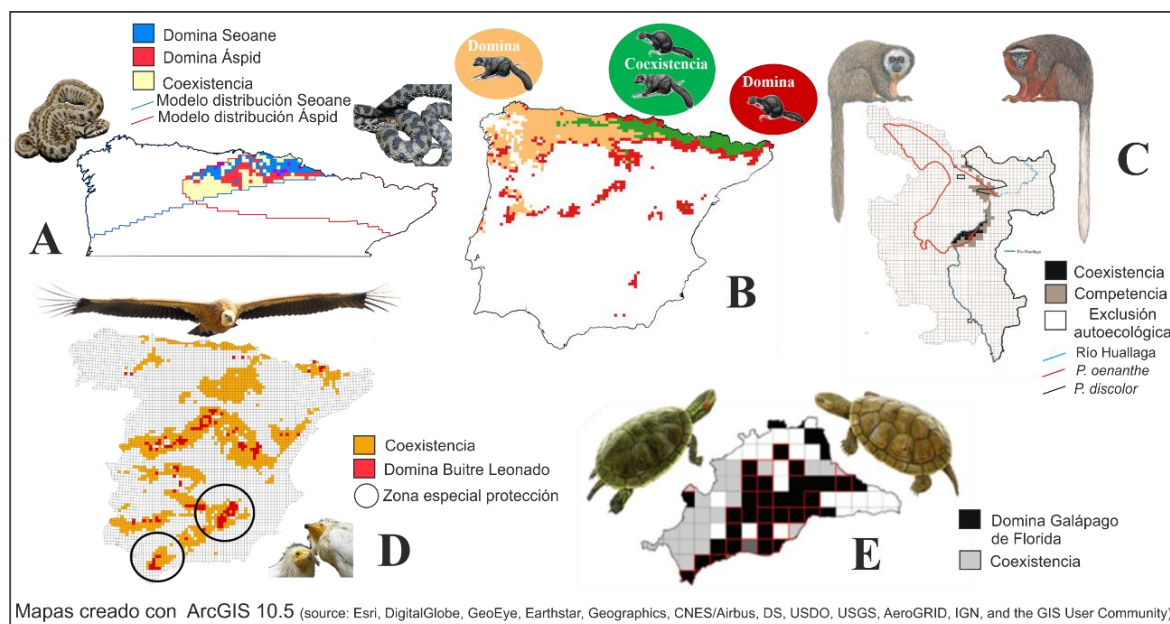 Domina Seoane
Domina Áspid
Coexistencia
Modelo distribución Seoane
Modelo distribución Áspid
A
Domina
Coexistencia
Domina
B
C
Río Huallaga
Coexistencia
Competencia
Exclusión
autoecológica
Río Huallaga
P. oenanthe
P. discolor
Coexistencia
Domina Buitre Leonado
Zona especial protección
D
Domina Galápago
de Florida
Coexistencia
E
Mapas creado con ArcGIS 10.5 (source: Esri, DigitalGlobe, GeoEye, Earthstar, Geographics, CNES/Airbus, DS, USDO, USGS, AeroGRID, IGN, and the GIS User Community)